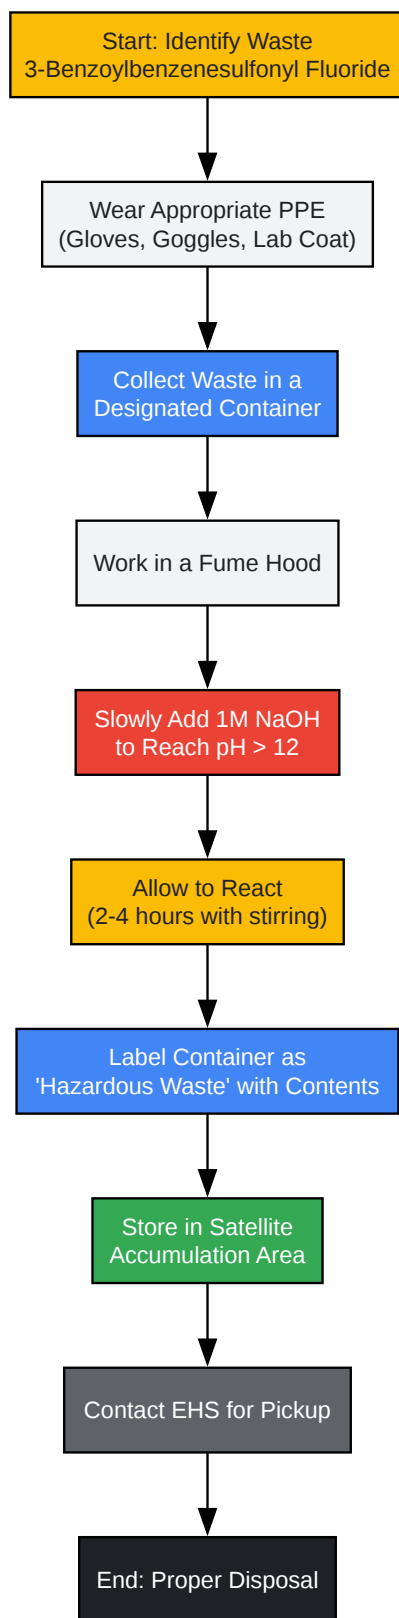 Start: Identify Waste
3-Benzoylbenzenesulfonyl Fluoride
Wear Appropriate PPE
(Gloves, Goggles, Lab Coat)
Collect Waste in a
Designated Container
Work in a Fume Hood
Slowly Add 1M NaOH
to Reach pH > 12
Allow to React
(2-4 hours with stirring)
Label Container as
'Hazardous Waste' with Contents
Store in Satellite
Accumulation Area
Contact EHS for Pickup
End: Proper Disposal